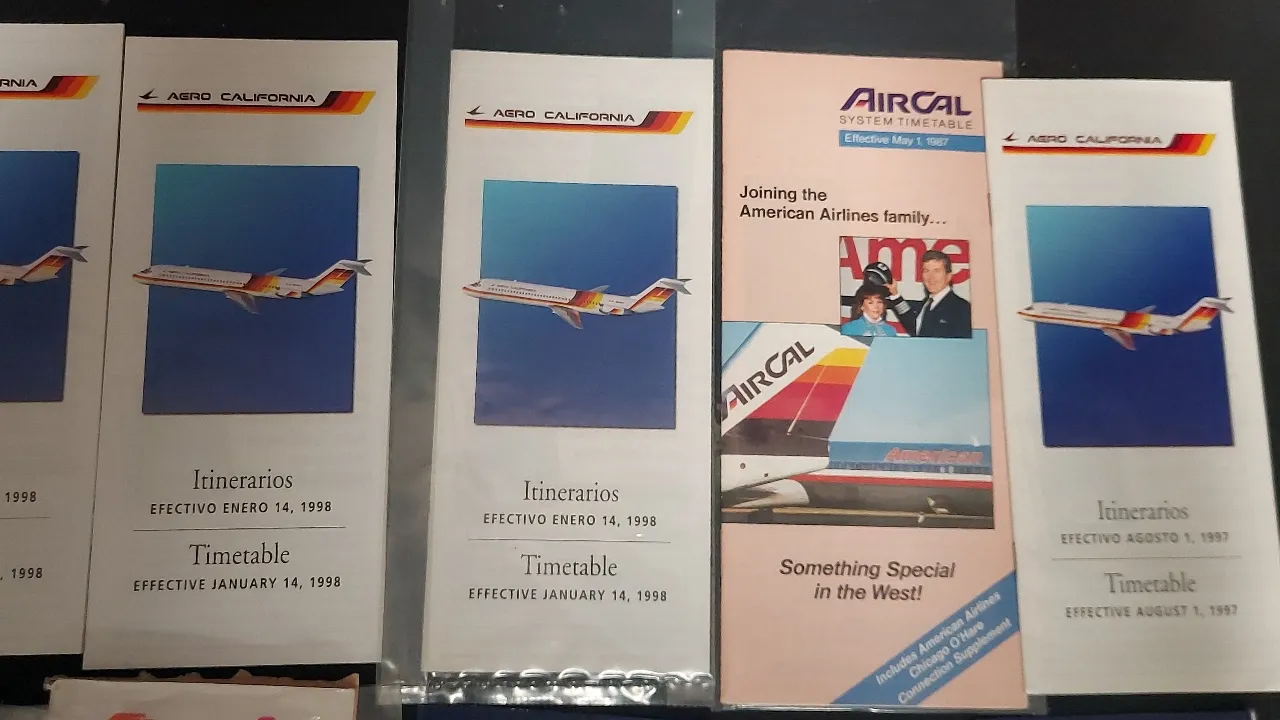 RNIA
1998
, 1998
AERO CALIFORNIA
AERO CALIFORNIA
Itinerarios
EFECTIVO ENERO 14, 1998
Timetable
EFFECTIVE JANUARY 14, 1998
AERO CALIFORNIA
Itinerarios
EFECTIVO ENERO 14, 1998
Timetable
EFFECTIVE JANUARY 14, 1998
AIRCAL
SYSTEM TIMETABLE
Effective May 1, 1987
Joining the
American Airlines family...
Ame
AIRCAL
American
Something Special
in the West!
Includes American Airlines
Chicago O'Hare
Connection Supplement
AERO CALIFORNIA
Itinerarios
EFECTIVO AGOSTO 1, 1997
Timetable
EFFECTIVE AUGUST 1, 1997